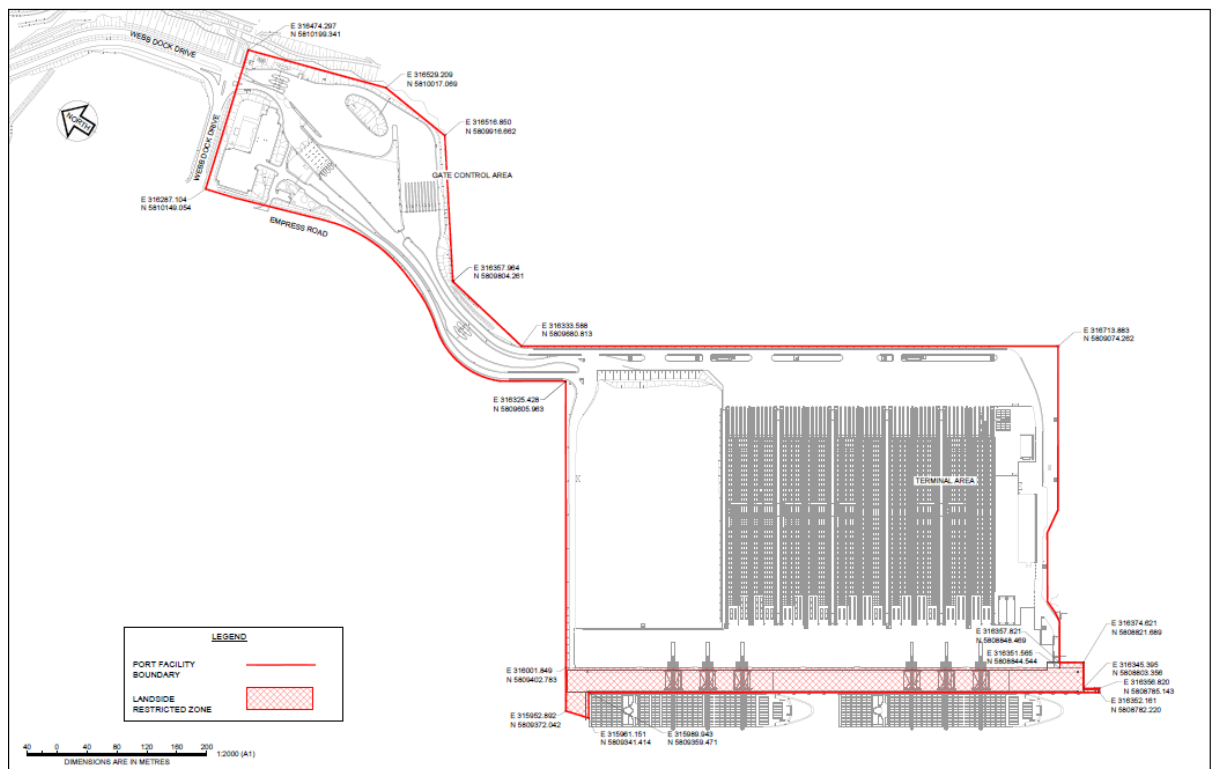 WEBB DOCK DRIVE
E 316474.297
N 5810199.341
E 316529.209
N 5810017.069
NORTH
E 316516.850
N 5809916.662
WEBB DOCK DRIVE
GATE CONTROL AREA
E 316287.104
N 5810149.054
EMPRESS ROAD
E 316357.964
N 5809804.261
E 316333.588
N 5809680.813
E 316713.883
N 5809074.262
E 316325.428
N 5809605.963
TERMINAL AREA
E 316374.621
N 5808821.689
E 316357.821
N 5808848.469
E 316351.565
N 5808844.544
E 316001.849
N 5809402.783
E 316345.395
N 5808803.356
E 316356.820
N 5808785.143
E 316352.161
N 5808782.220
E 315952.892
N 5809372.042
E 315961.151
N 5809341.414
E 315989.943
N 5809359.471
LEGEND
PORT FACILITY
BOUNDARY
LANDSIDE
RESTRICTED ZONE
40 0 40 80 120 160 200
1:2000 (A1)
DIMENSIONS ARE IN METRES